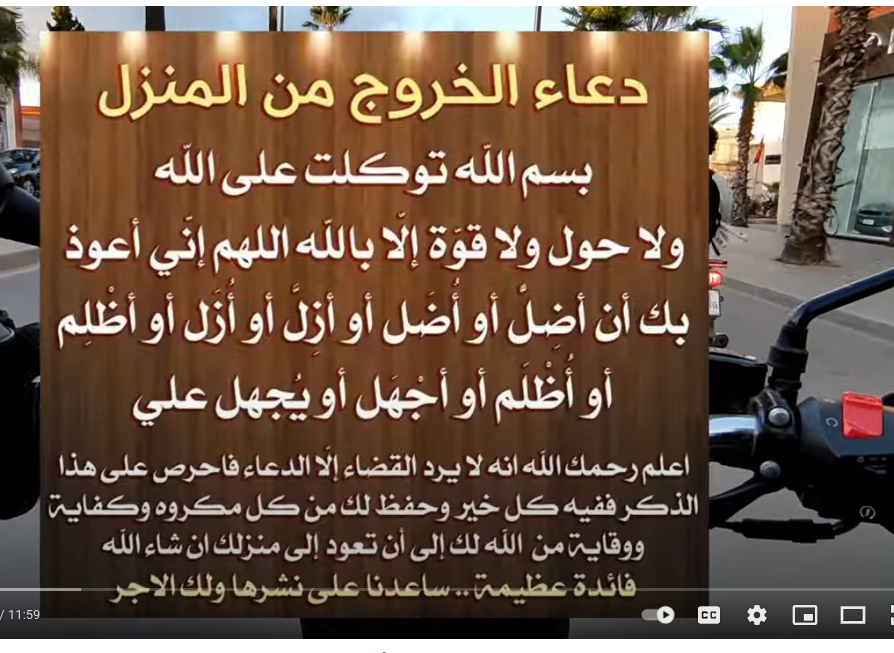 دعاء الخروج من المنزل
بسم الله توكلت على الله
ولا حول ولا قوّة إلّا بالله اللهم إنّي أعوذ
بك أن أضِلَّ أو أُضَل أو أزِلَّ أو أُزَل أو أظْلِم
أو أُظْلَم أو أجْهَل أو يُجهل علي
اعلم رحمك الله انه لا يرد القضاء إلّا الدعاء فاحرص على هذا
الذكر ففيه كل خير وحفظ لك من كل مكروه وكفاية
ووقاية من الله لك إلى أن تعود إلى منزلك ان شاء الله
فائدة عظيمة .. ساعدنا على نشرها ولك الاجر
/ 11:59
CC